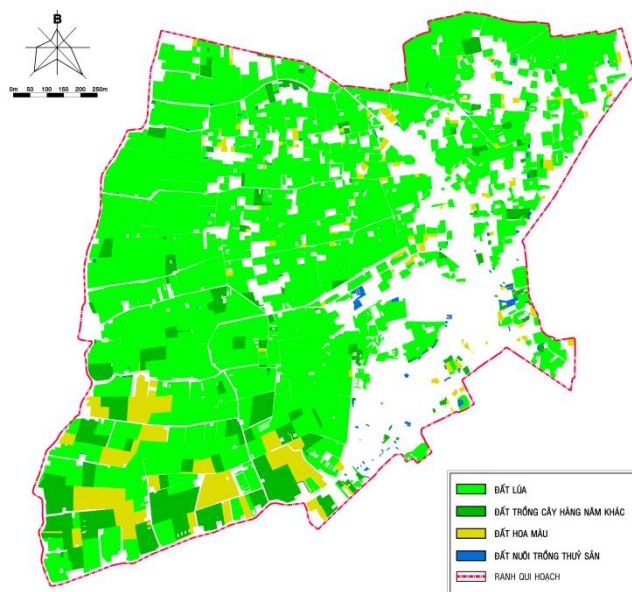 B
0m 50 100 150 200 250m
ĐẤT LÚA
ĐẤT TRỒNG CÂY HÀNG NĂM KHÁC
ĐẤT HOA MÀU
ĐẤT NUÔI TRỒNG THUỶ SẢN
RANH QUI HOẠCH